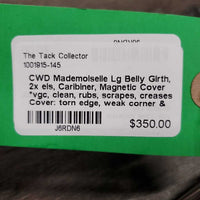 The Tack Collector
1001915-145
CWD Mademoiselle Lg Belly Girth,
2x els, Caribiner, Magnetic Cover
*vgc, clean, rubs, scrapes, creases
Cover: torn edge, weak corner &
J6RDN6
$350.00